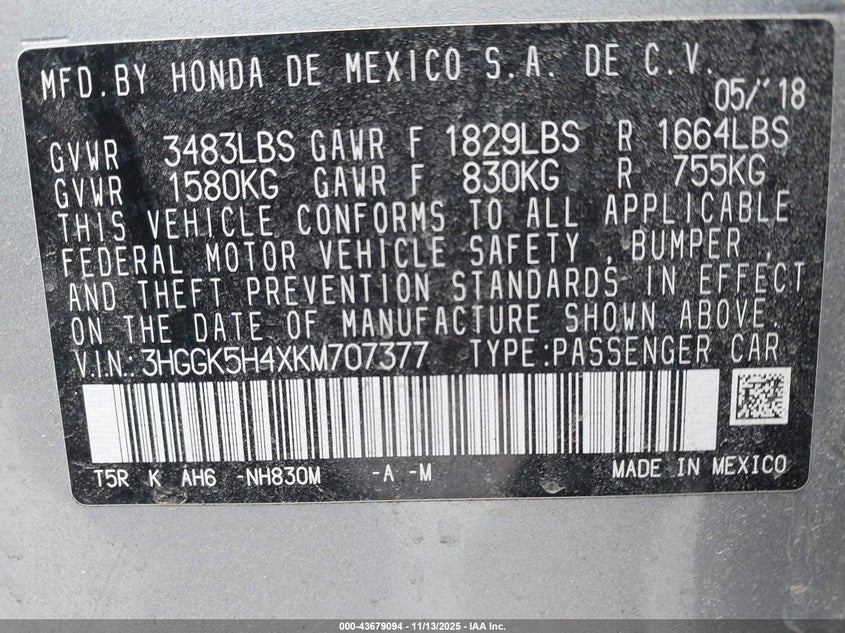 MFD.BY HONDA DE MEXICO S.A. DE C.V.
05/'18
GVWR 3483LBS GAWR F 1829LBS R 1664LBS
GVWR 1580KG GAWR F 830KG R 755KG
THIS VEHICLE CONFORMS TO ALL APPLICABLE
FEDERAL MOTOR VEHICLE SAFETY , BUMPER ,
AND THEFT PREVENTION STANDARDS IN EFFECT
ON THE DATE OF MANUFACTURE SHOWN ABOVE.
V.I.N.: 3HGGK5H4XKM707377 TYPE:PASSENGER CAR
T5R K AH6 -NH830M -A -M MADE IN MEXICO
000-43679094 - 11/13/2025 - IAA Inc.